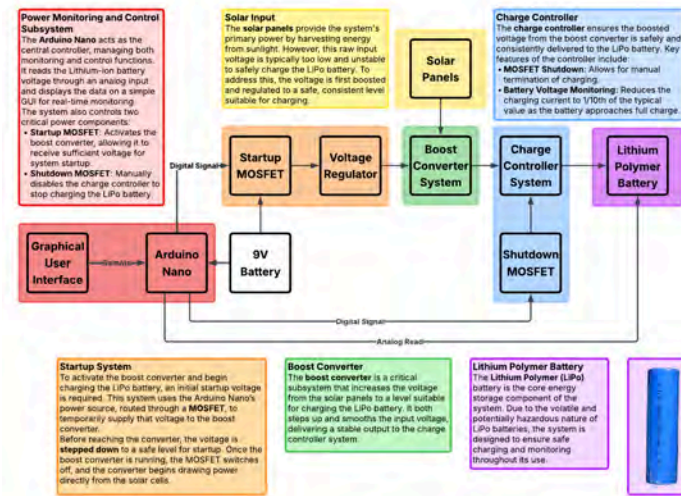 Power Monitoring and Control
Subsystem
The Arduino Nano acts as the
central controller, managing both
monitoring and control functions.
It reads the Lithium-Ion battery
voltage through an analog input
and displays the data on a simple
GUI for real-time monitoring.
The system also controls two
critical power components:
• Startup MOSFET: Activates the
boost converter, allowing it to
receive sufficient voltage for
system startup.
• Shutdown MOSFET: Manually
disables the charge controller to
stop charging the LiPo battery.
Solar Input
The solar panels provide the system's
primary power by harvesting energy
from sunlight. However, this raw input
voltage is typically too low and
unstable to safely charge the LiPo
battery. To address this, the voltage is first boosted
and regulated to a safe, consistent level
suitable for charging.
Solar
Panels
Charge Controller
The charge controller ensures the boosted
voltage from the boost converter is safely and
consistently delivered to the LiPo battery. Key
features of the controller include:
• MOSFET Shutdown: Allows for manual
termination of charging.
• Battery Voltage Monitoring: Reduces the
charging current to 1/10th of the typical
value as the battery approaches full charge.
Digital Signal
Startup
MOSFET
Voltage
Regulator
Boost
Converter
System
Charge
Controller
System
Lithium
Polymer
Battery
Graphical
User
Interface
Arduino
Nano
9V
Battery
Shutdown
MOSFET
Digital Signal
Analog Read
Startup System
To activate the boost converter and begin
charging the LiPo battery, an initial startup voltage
is required. This system uses the Arduino Nano's
power source, routed through a MOSFET, to
temporarily supply that voltage to the boost
converter.
Before reaching the converter, the voltage is
stepped down to a safe level for startup. Once the
boost converter is running, the MOSFET switches
off, and the converter begins drawing power
directly from the solar cells.
Boost Converter
The boost converter is a critical
subsystem that increases the voltage
from the solar panels to a level suitable
for charging the LiPo battery. It both
steps up and smooths the input voltage,
delivering a stable output to the charge
controller system.
Lithium Polymer Battery
The Lithium Polymer (LiPo)
battery is the core energy
storage component of the
system. Due to the volatile and
potentially hazardous nature of
LiPo batteries, the system is
designed to ensure safe
charging and monitoring
throughout its use.